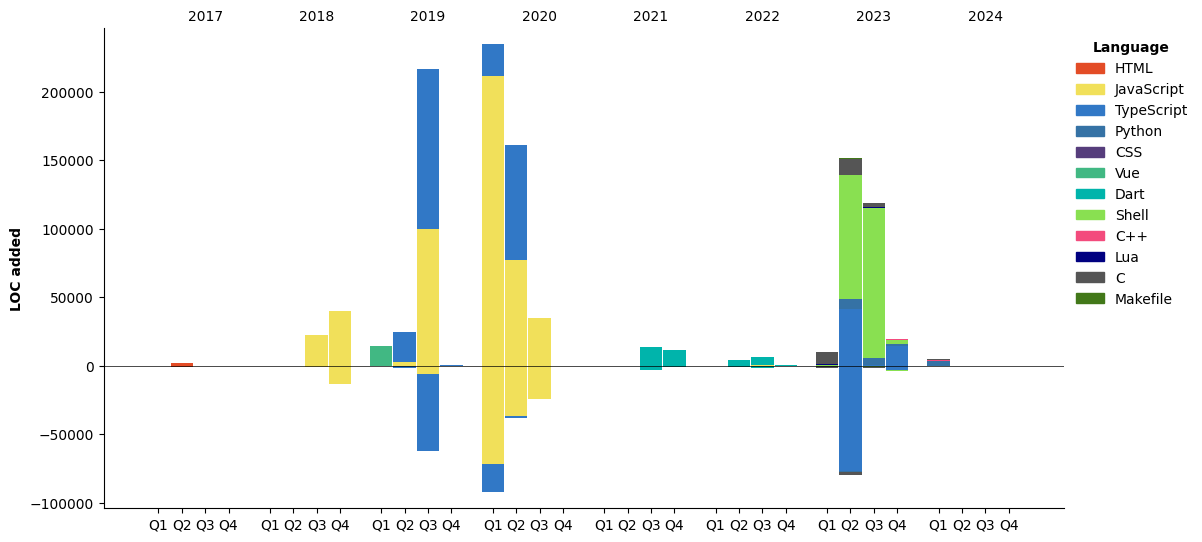 2017 2018 2019 2020 2021 2022 2023 2024
LOC added
200000
150000
100000
50000
0
−50000
−100000
Q1 Q2 Q3 Q4 Q1 Q2 Q3 Q4 Q1 Q2 Q3 Q4 Q1 Q2 Q3 Q4 Q1 Q2 Q3 Q4 Q1 Q2 Q3 Q4 Q1 Q2 Q3 Q4 Q1 Q2 Q3 Q4
Language
HTML
JavaScript
TypeScript
Python
CSS
Vue
Dart
Shell
C++
Lua
C
Makefile